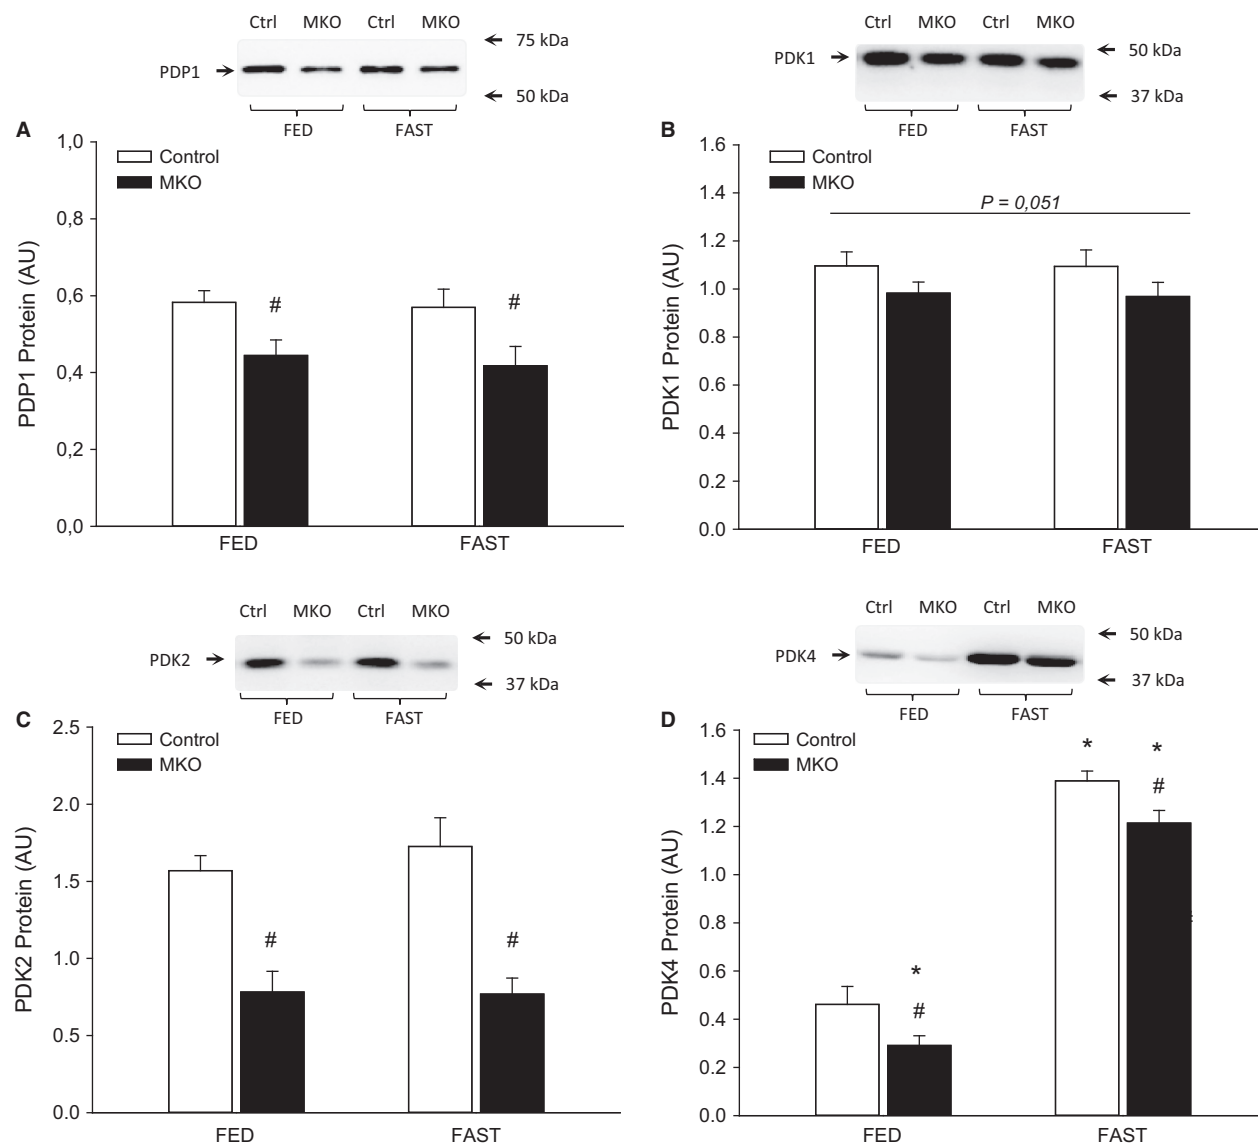 Ctrl MKO Ctrl MKO
75 kDa
PDP1
50 kDa
FED FAST
A
1,0
Control
MKO
0,8
0,6
0,4
0,2
0,0
PDP1 Protein (AU)
# #
FED FAST
Ctrl MKO Ctrl MKO
50 kDa
PDK1
37 kDa
FED FAST
B
1.6
Control
MKO
1.4
P = 0,051
1.2
1.0
0.8
0.6
0.4
0.2
0.0
PDK1 Protein (AU)
FED FAST
Ctrl MKO Ctrl MKO
50 kDa
PDK2
37 kDa
FED FAST
C
2.5
Control
MKO
2.0
1.5
1.0
0.5
0.0
PDK2 Protein (AU)
# #
FED FAST
Ctrl MKO Ctrl MKO
50 kDa
PDK4
37 kDa
FED FAST
D
1.6
Control
MKO
* *
#
1.4
1.2
1.0
0.8
0.6
0.4
0.2
0.0
PDK4 Protein (AU)
*
#
FED FAST